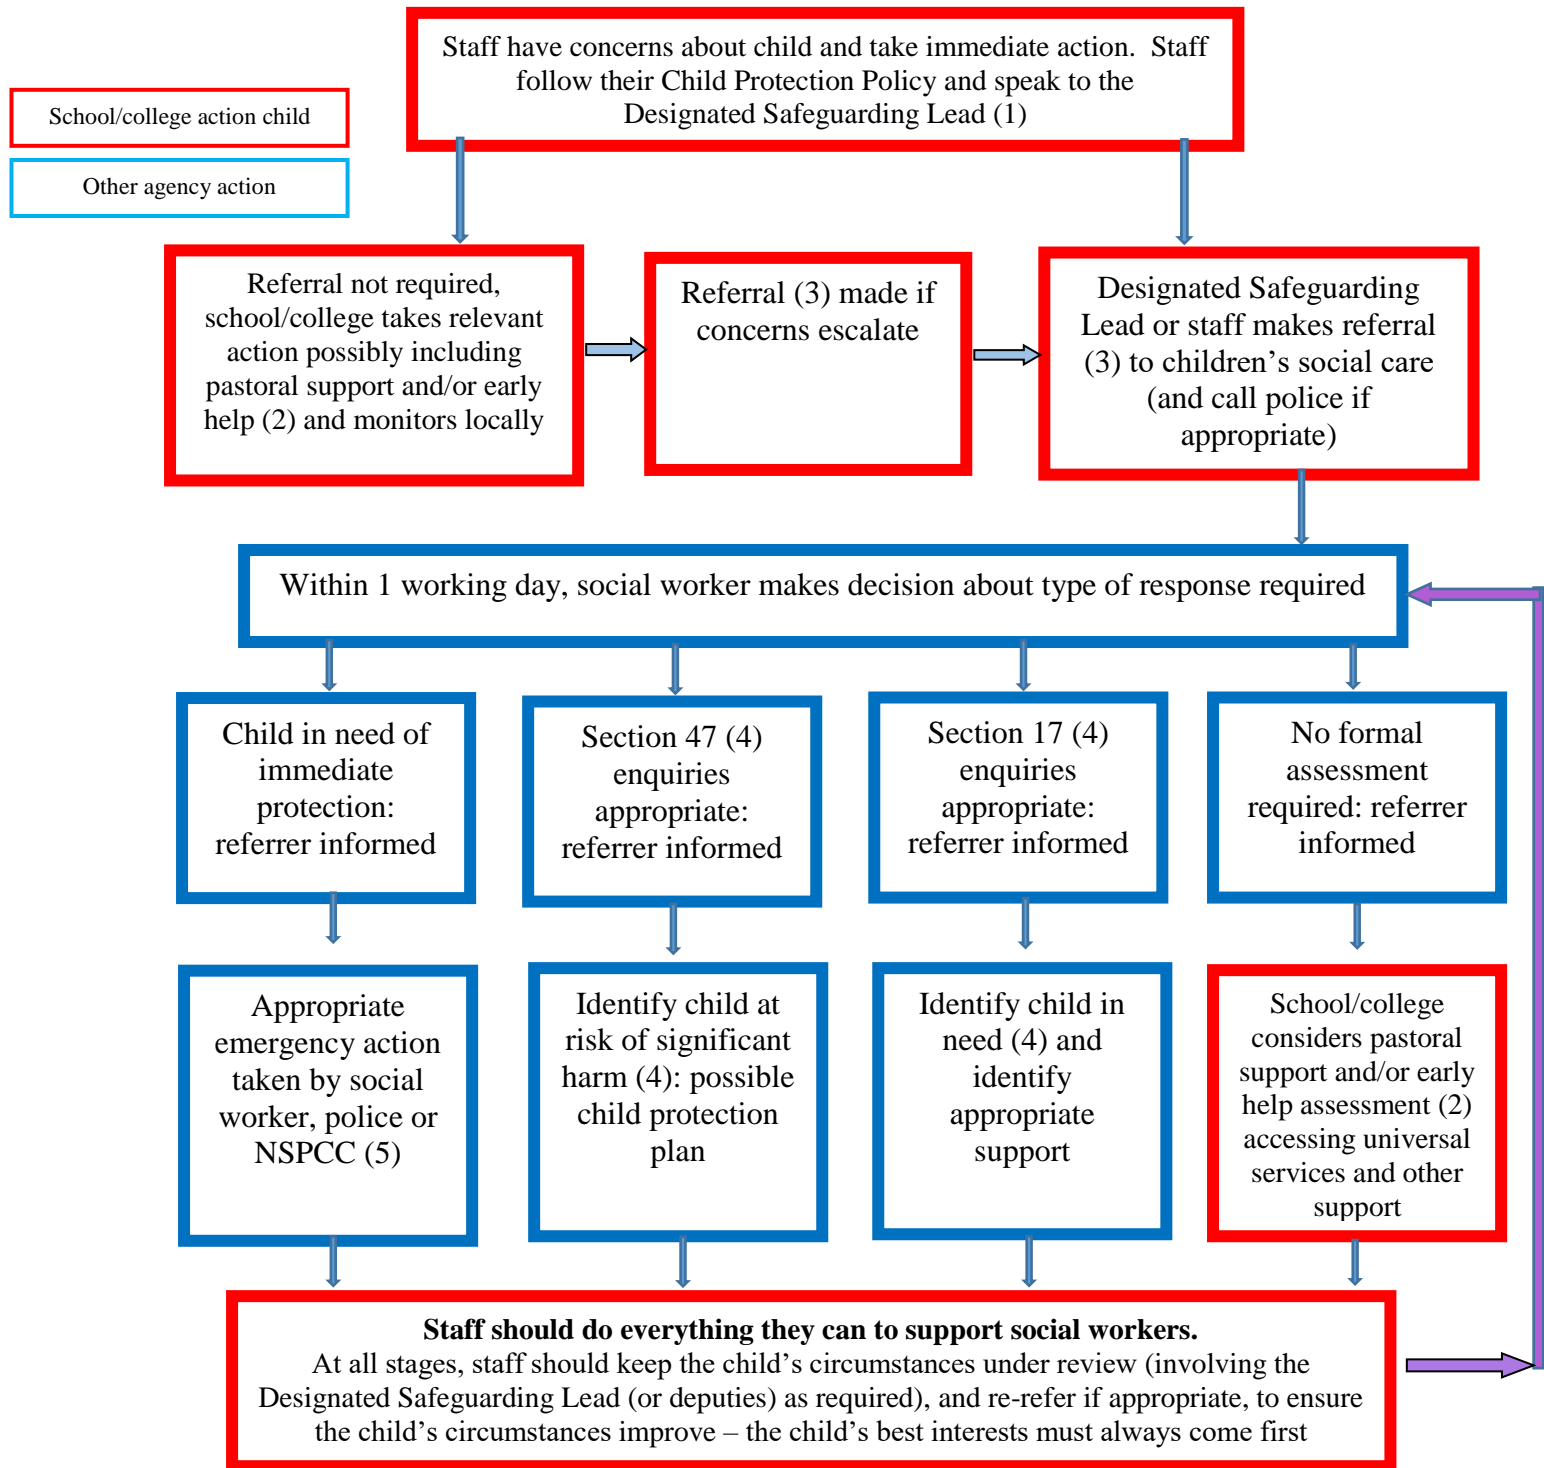 Staff have concerns about child and take immediate action.  Staff
follow their Child Protection Policy and speak to the
Designated Safeguarding Lead (1)
School/college action child
Other agency action
Referral not required,
school/college takes relevant
action possibly including
pastoral support and/or early
help (2) and monitors locally
Referral (3) made if
concerns escalate
Designated Safeguarding
Lead or staff makes referral
(3) to children’s social care
(and call police if
appropriate)
Within 1 working day, social worker makes decision about type of response required
Child in need of
immediate
protection:
referrer informed
Section 47 (4)
enquiries
appropriate:
referrer informed
Section 17 (4)
enquiries
appropriate:
referrer informed
No formal
assessment
required: referrer
informed
Appropriate
emergency action
taken by social
worker, police or
NSPCC (5)
Identify child at
risk of significant
harm (4): possible
child protection
plan
Identify child in
need (4) and
identify
appropriate
support
School/college
considers pastoral
support and/or early
help assessment (2)
accessing universal
services and other
support
Staff should do everything they can to support social workers.
At all stages, staff should keep the child’s circumstances under review (involving the
Designated Safeguarding Lead (or deputies) as required), and re-refer if appropriate, to ensure
the child’s circumstances improve – the child’s best interests must always come first